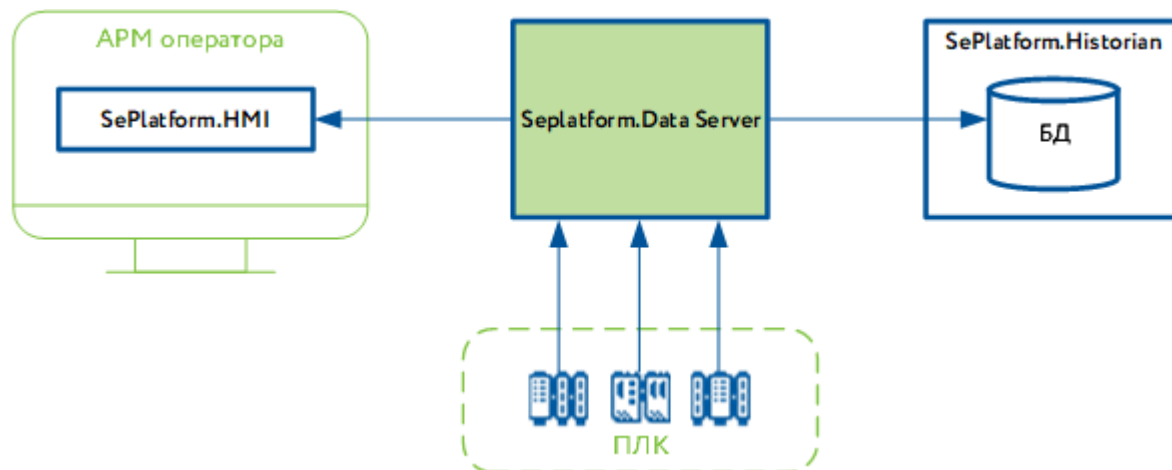 АРМ оператора
SePlatform.HMI
Seplatform.Data Server
SePlatform.Historian
БД
ПЛК